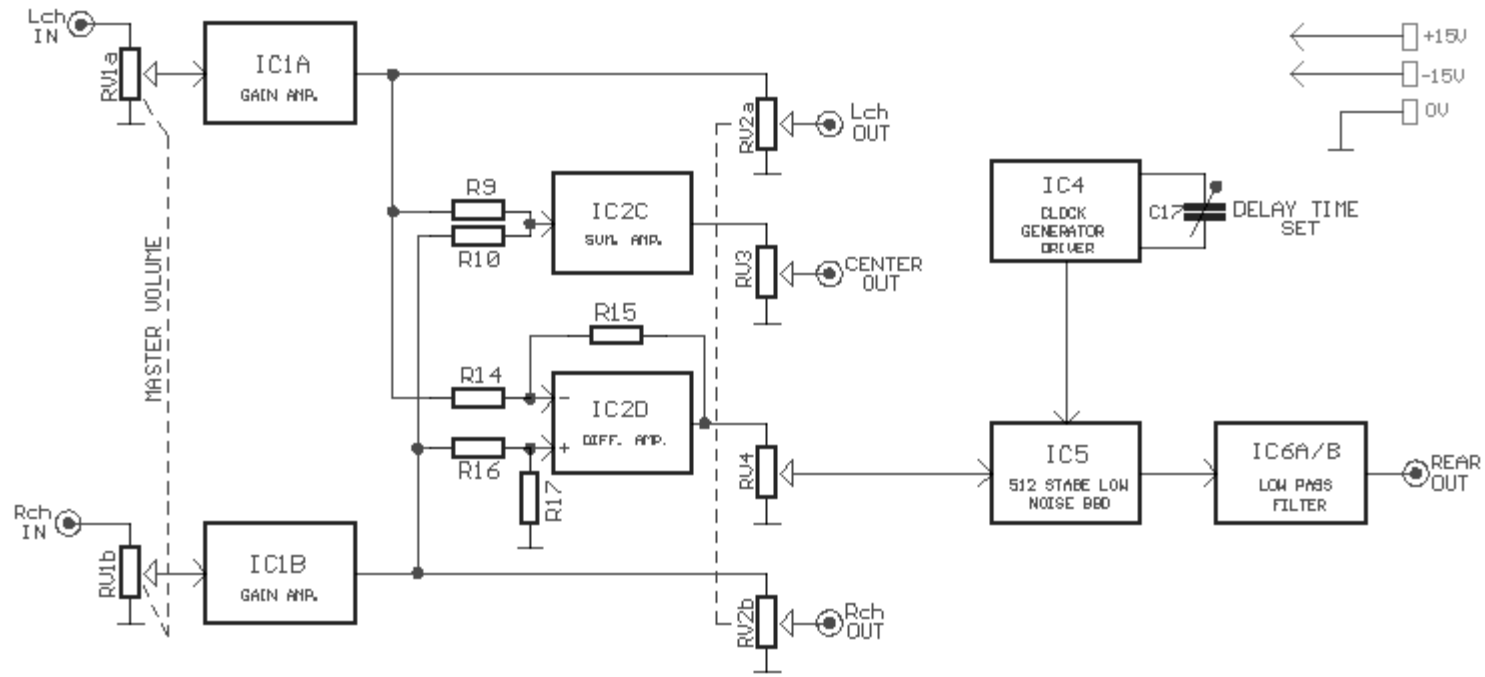 Lch
IN
RV1a
IC1A
GAIN AMP.
+15V
-15V
0V
RV2a
Lch
OUT
R9
R10
IC2C
SUM. AMP.
RV3
CENTER
OUT
IC4
CLOCK
GENERATOR
DRIVER
C17
DELAY TIME
SET
MASTER VOLUME
R15
R14
R16
R17
IC2D
DIFF. AMP.
-
+
RV4
IC5
512 STAGE LOW
NOISE BBD
IC6A/B
LOW PASS
FILTER
REAR
OUT
Rch
IN
RV1b
IC1B
GAIN AMP.
RV2b
Rch
OUT